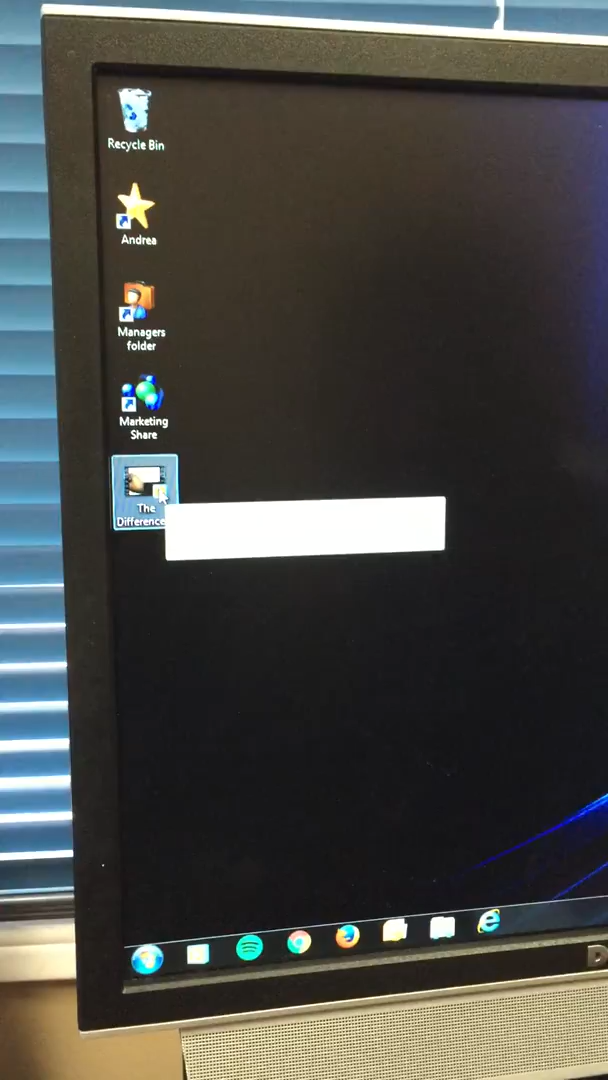 Recycle Bin
Andrea
Managers
folder
Marketing
Share
The
Difference